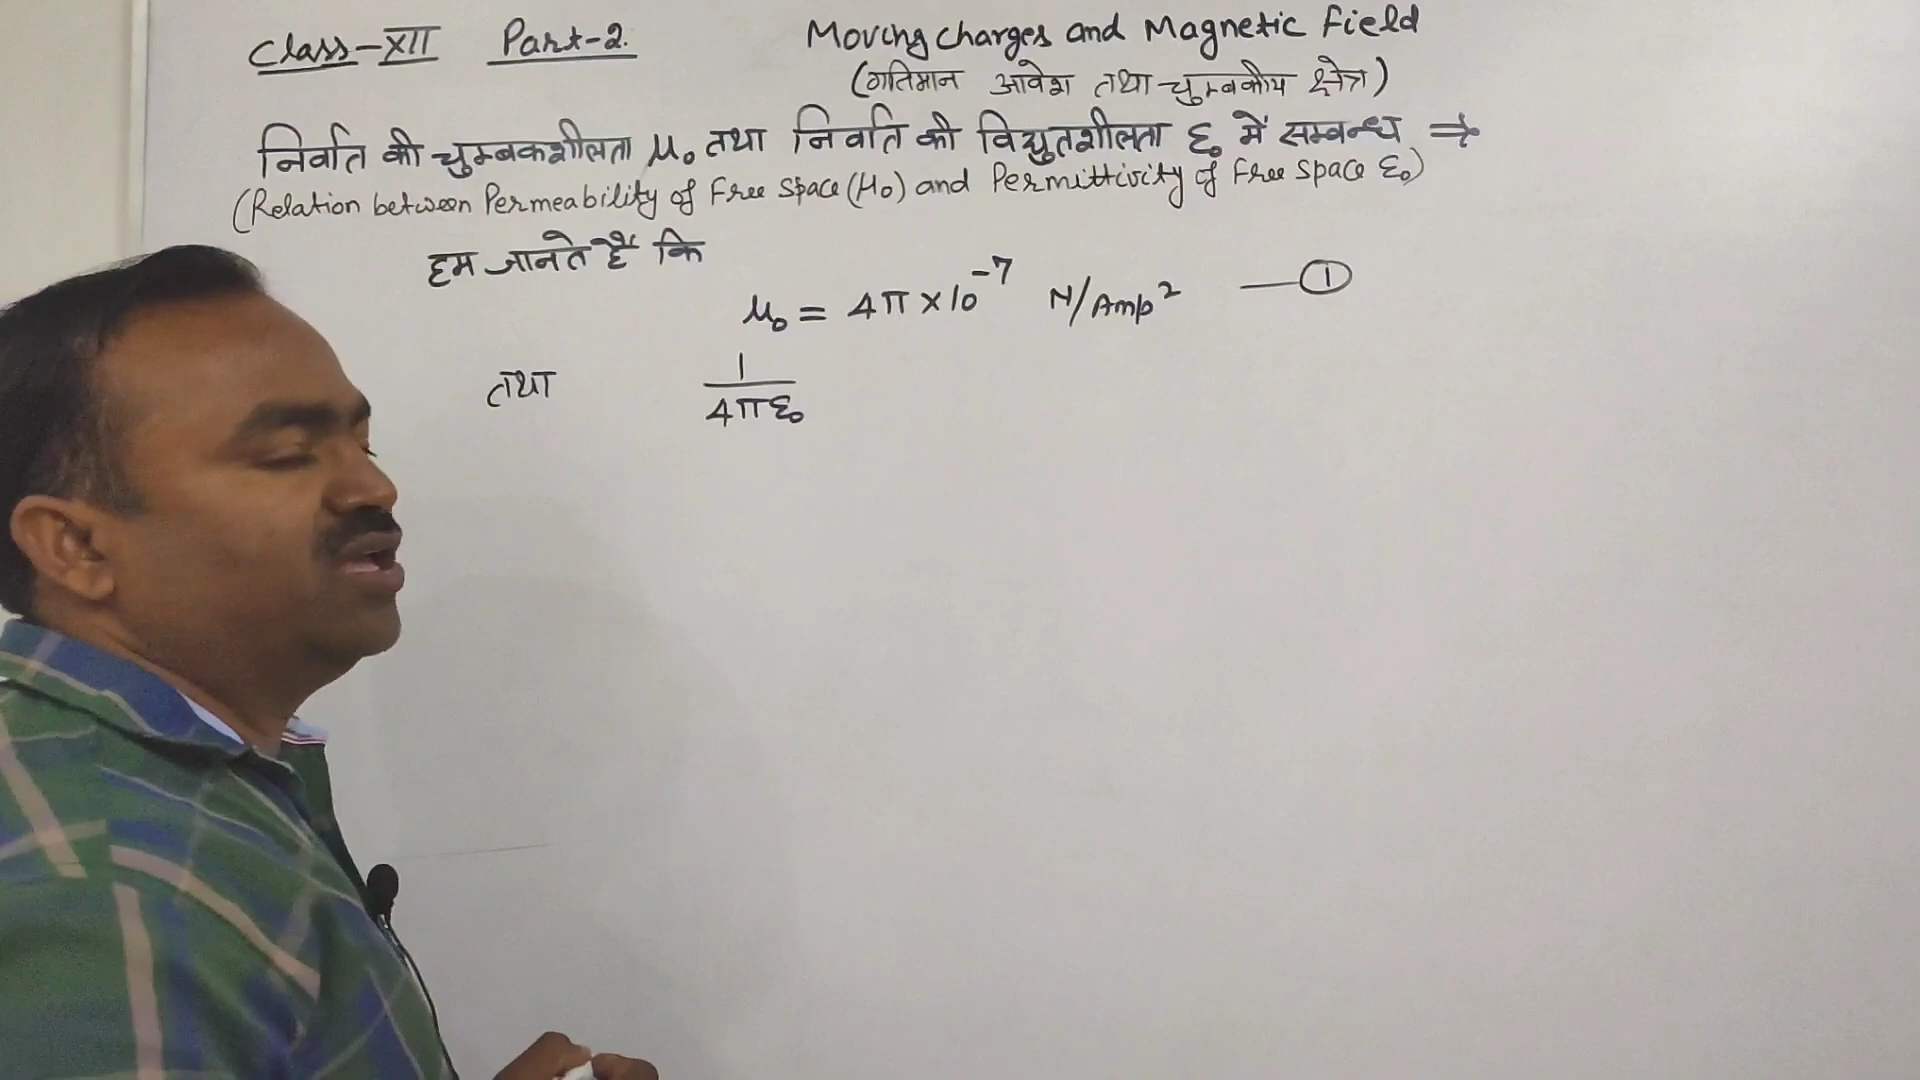 Class-XII Part-2. Moving charges and Magnetic Field
(गतिमान आवेश तथा चुम्बकीय क्षेत्र)
निर्वात की चुम्बकशीलता μ₀ तथा निर्वात की विद्युतशीलता ε₀ में सम्बन्ध ⇒
(Relation between Permeability of Free Space (μ₀) and Permittivity of Free Space ε₀)
हम जानते हैं कि
μ₀ = 4π × 10⁻⁷ N/Amp² —①
तथा 1/4πε₀